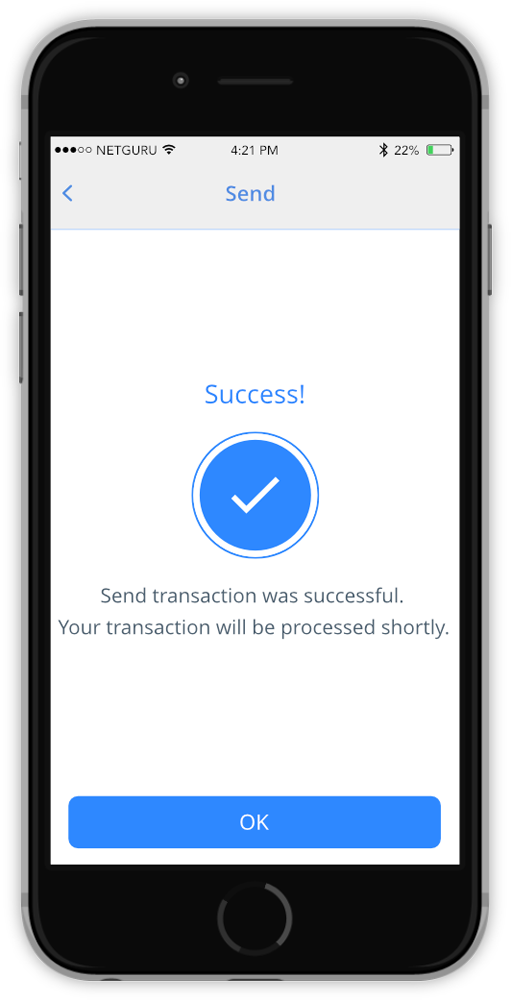 NETGURU
4:21 PM
22%
Send
Success!
Send transaction was successful.
Your transaction will be processed shortly.
OK